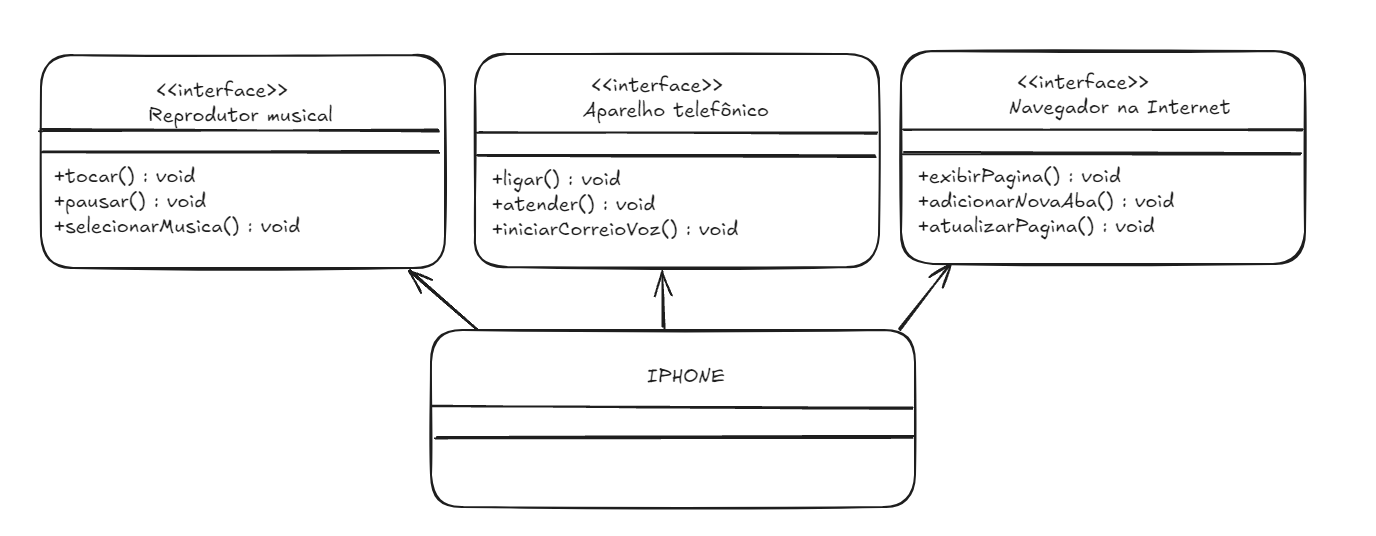 <<interface>>
Reprodutor musical
+tocar() : void
+pausar() : void
+selecionarMusica() : void
<<interface>>
Aparelho telefônico
+ligar() : void
+atender() : void
+iniciarCorreioVoz() : void
<<interface>>
Navegador na Internet
+exibirPagina() : void
+adicionarNovaAba() : void
+atualizarPagina() : void
IPHONE